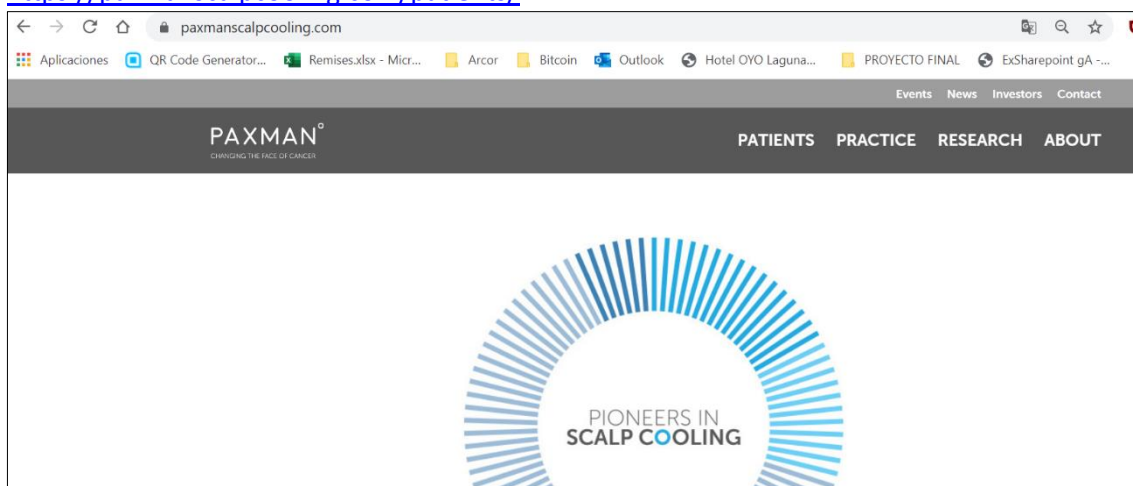 paxmanscalpcooling.com
Aplicaciones QR Code Generator... Remises.xlsx - Micr... Arcor Bitcoin Outlook Hotel OYO Laguna... PROYECTO FINAL ExSharepoint gA -...
Events News Investors Contact
PAXMAN°
CHANGING THE FACE OF CANCER
PATIENTS PRACTICE RESEARCH ABOUT
PIONEERS IN
SCALP COOLING